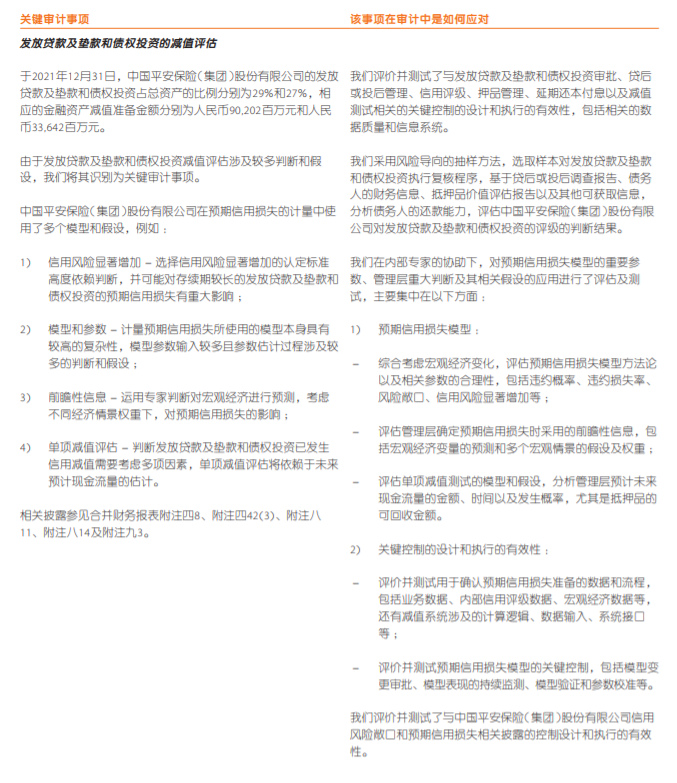 关键审计事项
发放贷款及垫款和债权投资的减值评估
于2021年12月31日，中国平安保险（集团）股份有限公司的发放
贷款及垫款和债权投资占总资产的比例分别为29%和27%，相
应的金融资产减值准备金额分别为人民币90,202百万元和人民
币33,642百万元。
由于发放贷款及垫款和债权投资减值评估涉及较多判断和假
设，我们将其识别为关键审计事项。
中国平安保险（集团）股份有限公司在预期信用损失的计量中使
用了多个模型和假设，例如：
1） 信用风险显著增加 – 选择信用风险显著增加的认定标准
高度依赖判断，并可能对存续期较长的发放贷款及垫款和
债权投资的预期信用损失有重大影响；
2） 模型和参数 – 计量预期信用损失所使用的模型本身具有
较高的复杂性，模型参数输入较多且参数估计过程涉及较
多的判断和假设；
3） 前瞻性信息 – 运用专家判断对宏观经济进行预测，考虑
不同经济情景权重下，对预期信用损失的影响；
4） 单项减值评估 – 判断发放贷款及垫款和债权投资已发生
信用减值需要考虑多项因素，单项减值评估将依赖于未来
预计现金流量的估计。
相关披露参见合并财务报表附注四8、附注四42(3)、附注八
11、附注八14及附注九3。
该事项在审计中是如何应对
我们评价并测试了与发放贷款及垫款和债权投资审批、贷后
或投后管理、信用评级、押品管理、延期还本付息以及减值
测试相关的关键控制的设计和执行的有效性，包括相关的数
据质量和信息系统。
我们采用风险导向的抽样方法，选取样本对发放贷款及垫款
和债权投资执行复核程序，基于贷后或投后调查报告、债务
人的财务信息、抵押品价值评估报告以及其他可获取信息，
分析债务人的还款能力，评估中国平安保险（集团）股份有限
公司对发放贷款及垫款和债权投资的评级的判断结果。
我们在内部专家的协助下，对预期信用损失模型的重要参
数、管理层重大判断及其相关假设的应用进行了评估及测
试，主要集中在以下方面：
1） 预期信用损失模型：
– 综合考虑宏观经济变化，评估预期信用损失模型方法论
以及相关参数的合理性，包括违约概率、违约损失率、
风险敞口、信用风险显著增加等；
– 评估管理层确定预期信用损失时采用的前瞻性信息，包
括宏观经济变量的预测和多个宏观情景的假设及权重；
– 评估单项减值测试的模型和假设，分析管理层预计未来
现金流量的金额、时间以及发生概率，尤其是抵押品的
可回收金额。
2） 关键控制的设计和执行的有效性：
– 评价并测试用于确认预期信用损失准备的数据和流程，
包括业务数据、内部信用评级数据、宏观经济数据等，
还有减值系统涉及的计算逻辑、数据输入、系统接口
等；
– 评价并测试预期信用损失模型的关键控制，包括模型变
更审批、模型表现的持续监测、模型验证和参数校准等。
我们评价并测试了与中国平安保险（集团）股份有限公司信用
风险敞口和预期信用损失相关披露的控制设计和执行的有效
性。